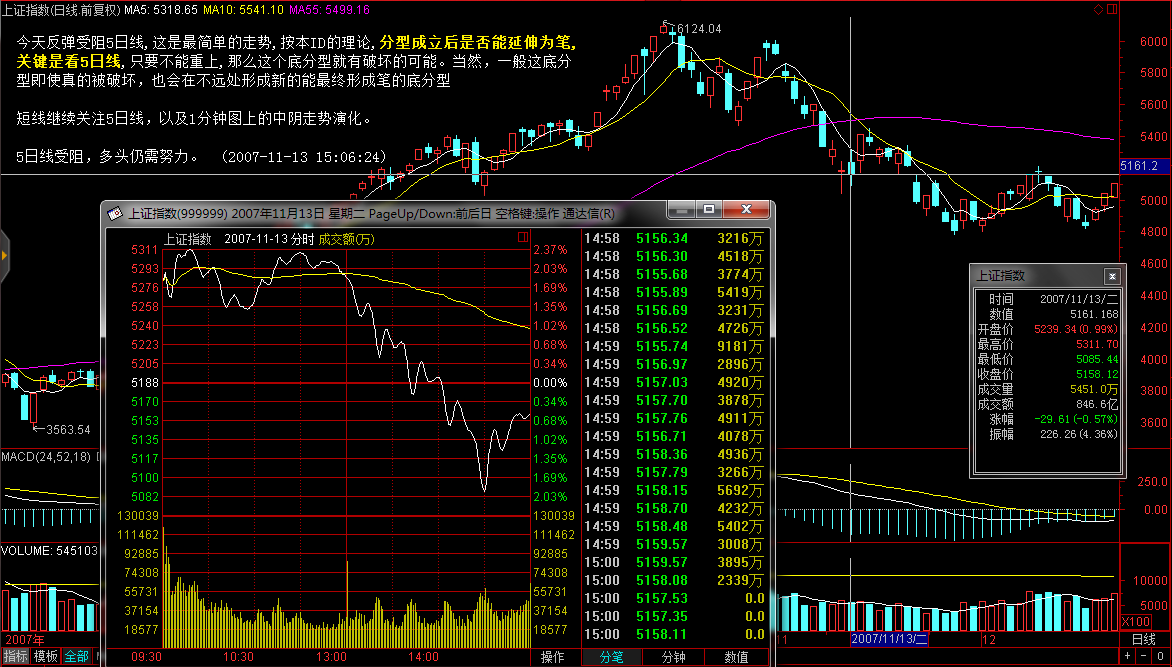 上证指数(日线.前复权) MA5: 5318.65 MA10: 5541.10 MA55: 5499.16
今天反弹受阻5日线,这是最简单的走势,按本ID的理论,分型成立后是否能延伸为笔,
关键是看5日线,只要不能重上,那么这个底分型就有破坏的可能。当然，一般这底分
型即使真的被破坏，也会在不远处形成新的能最终形成笔的底分型
短线继续关注5日线，以及1分钟图上的中阴走势演化。
5日线受阻，多头仍需努力。 (2007-11-13 15:06:24)
6124.04
6000
5800
5600
5400
5161.2
5000
4800
4600
4400
4200
4000
3800
3600
250.0
0.00
10000
5000
X100
日线
3563.54
MACD(24,52,18)
VOLUME: 545103
2007年
指标 模板 全部
上证指数(999999) 2007年11月13日 星期二 PageUp/Down:前后日 空格键:操作 通达信(R)
上证指数 2007-11-13 分时 成交额(万)
5311 2.37%
5293 2.03%
5276 1.69%
5258 1.35%
5240 1.02%
5223 0.68%
5205 0.34%
5188 0.00%
5170 0.34%
5153 0.68%
5135 1.02%
5117 1.35%
5100 1.69%
5082 2.03%
130039 130039
111462 111462
92885 92885
74308 74308
55731 55731
37154 37154
18577 18577
09:30 10:30 13:00 14:00
14:58 5156.34 3216万
14:58 5156.30 4518万
14:58 5155.68 3774万
14:58 5155.89 5419万
14:58 5156.69 3231万
14:58 5156.52 4726万
14:59 5155.74 9181万
14:59 5156.97 2896万
14:59 5157.03 4920万
14:59 5157.70 3878万
14:59 5157.76 4911万
14:59 5156.71 4078万
14:59 5158.36 4936万
14:59 5157.79 3266万
14:59 5158.15 5692万
14:59 5158.70 4232万
14:59 5158.48 5402万
14:59 5159.57 3008万
15:00 5159.57 3895万
15:00 5158.08 2339万
15:00 5157.53 0.0
15:00 5157.35 0.0
15:00 5158.11 0.0
操作 分笔 分钟 数值
上证指数
时间 2007/11/13/二
数值 5161.168
开盘价 5239.34(0.99%)
最高价 5311.70
最低价 5085.44
收盘价 5158.12
成交量 5451.0万
成交额 846.6亿
涨幅 -29.61(-0.57%)
振幅 226.26(4.36%)
11 2007/11/13/二 12
+ - 0